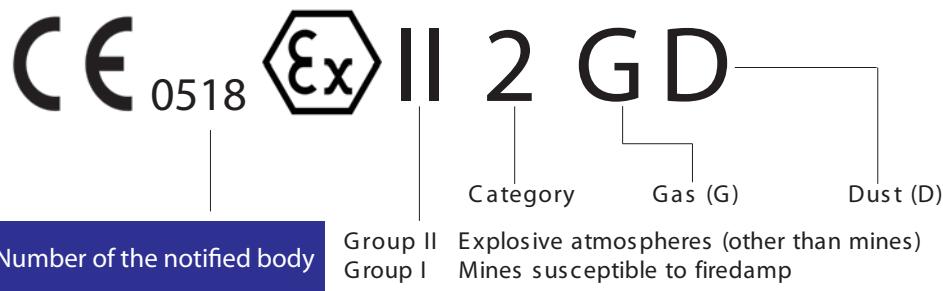 CE 0518 Ex II 2 GD
Category Gas (G) Dust (D)
Number of the notified body
Group II Explosive atmospheres (other than mines)
Group I Mines susceptible to firedamp